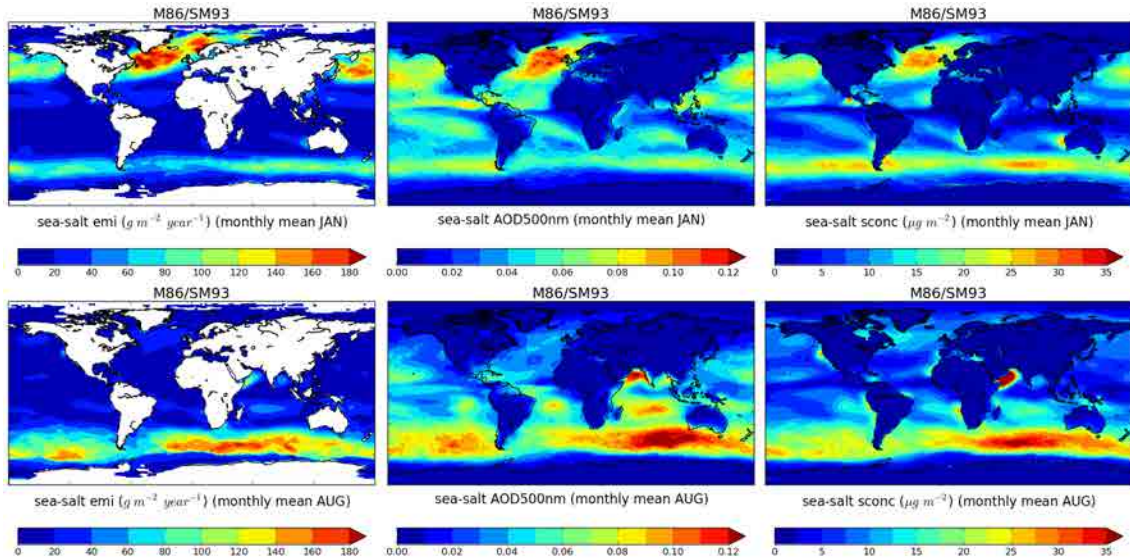 M86/SM93 M86/SM93 M86/SM93
sea-salt emi (g m⁻² year⁻¹) (monthly mean JAN) sea-salt AOD500nm (monthly mean JAN) sea-salt sconc (μg m⁻²) (monthly mean JAN)
0 20 40 60 80 100 120 140 160 180 0.00 0.02 0.04 0.06 0.08 0.10 0.12 0 5 10 15 20 25 30 35
M86/SM93 M86/SM93 M86/SM93
sea-salt emi (g m⁻² year⁻¹) (monthly mean AUG) sea-salt AOD500nm (monthly mean AUG) sea-salt sconc (μg m⁻²) (monthly mean AUG)
0 20 40 60 80 100 120 140 160 180 0.00 0.02 0.04 0.06 0.08 0.10 0.12 0 5 10 15 20 25 30 35